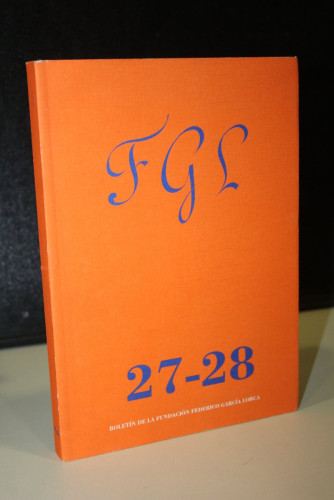 FGL
27-28
BOLETÍN DE LA FUNDACIÓN FEDERICO GARCÍA LORCA